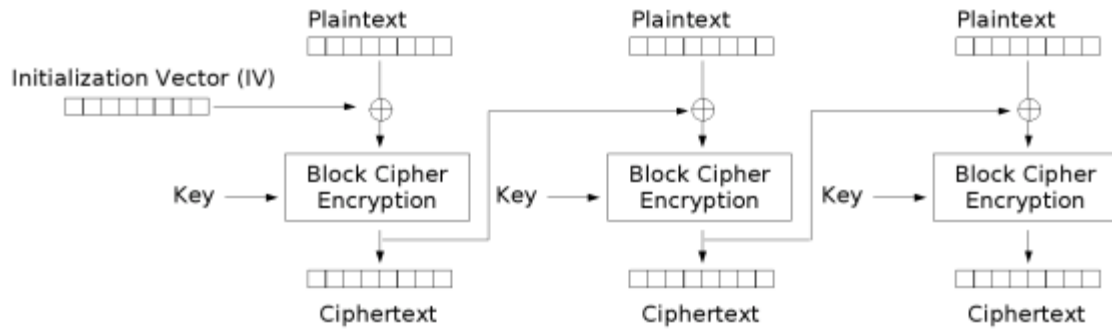 Plaintext
Plaintext
Plaintext
Initialization Vector (IV)
Key
Block Cipher
Encryption
Key
Block Cipher
Encryption
Key
Block Cipher
Encryption
Ciphertext
Ciphertext
Ciphertext